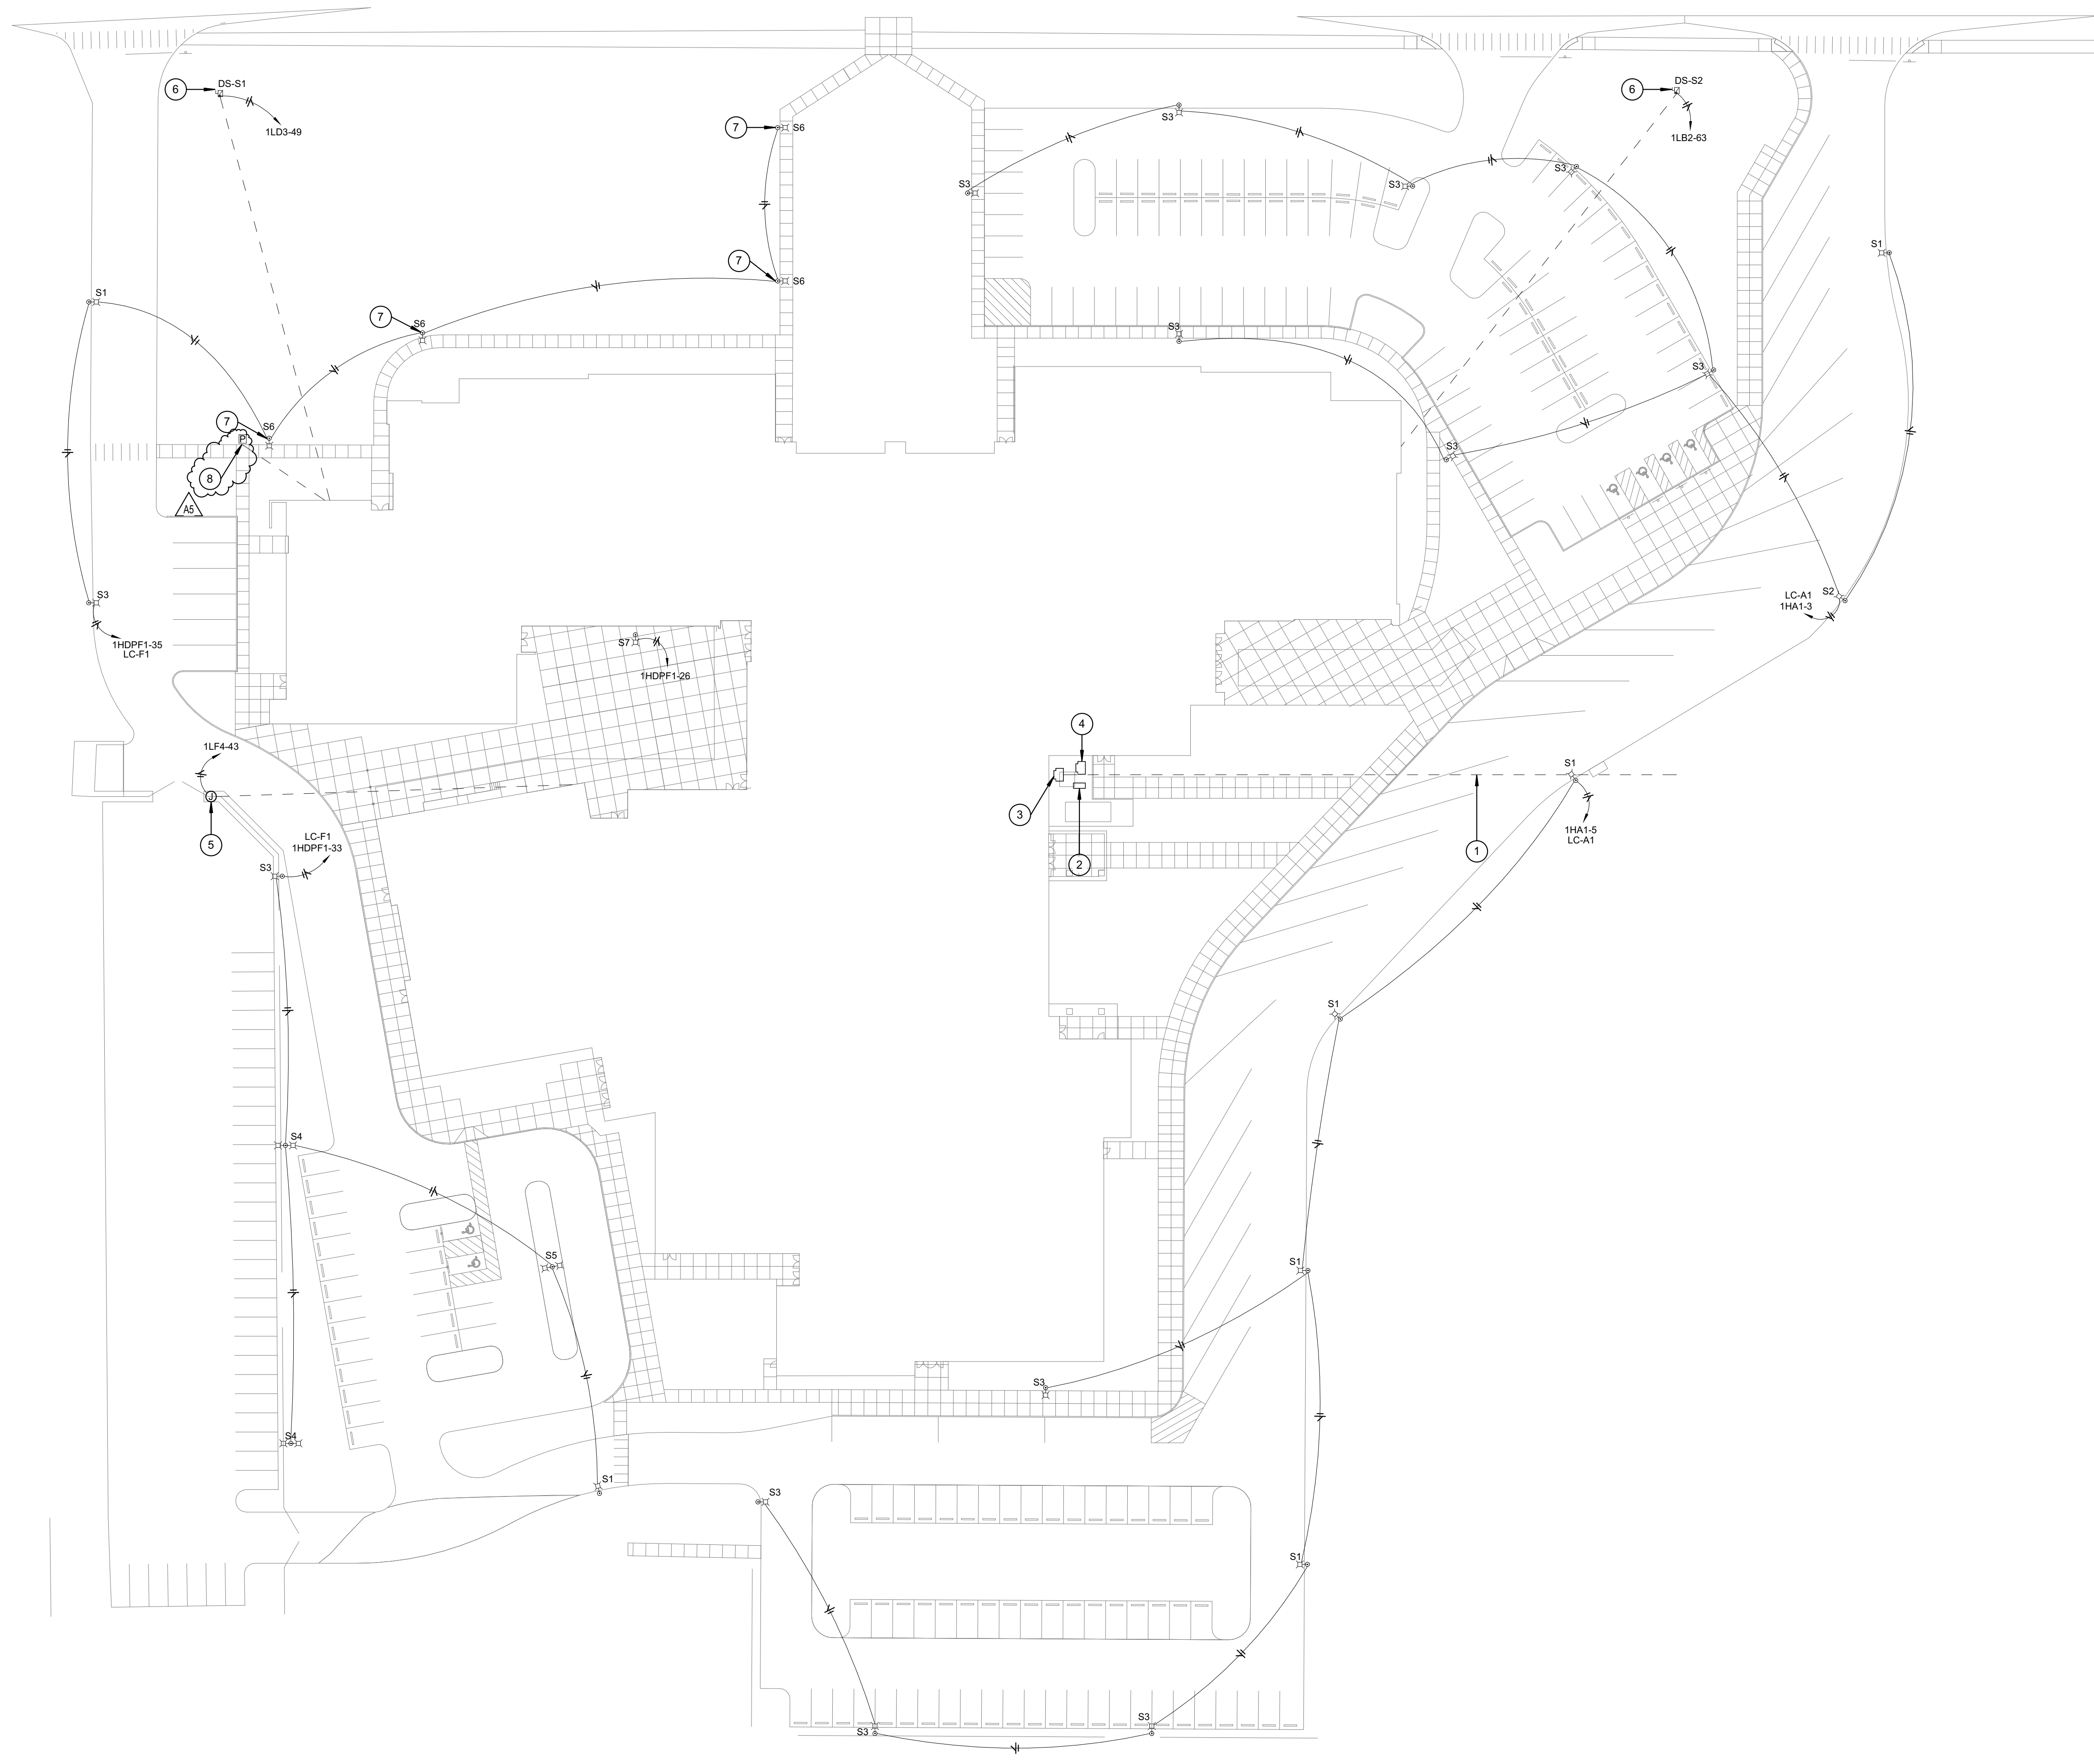 6
DS-S1
1LD3-49
7
S6
7
S6
S3
S3
S3
S3
6
DS-S2
1LB2-63
S1
S1
7
S6
S3
S3
7
S6
P
8
A5
S3
S3
1HDPF1-35
LC-F1
S7
1HDPF1-26
S2
LC-A1
1HA1-3
1LF4-43
J
5
4
3
2
1
S1
1HA1-5
LC-A1
LC-F1
1HDPF1-33
S3
S1
S4
S5
S1
S3
S4
S1
S3
S1
S3
S3